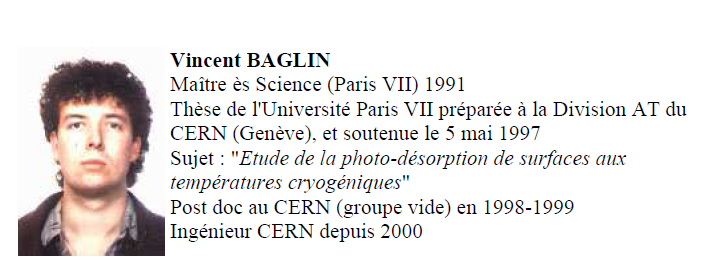 Vincent BAGLIN
Maître ès Science (Paris VII) 1991
Thèse de l'Université Paris VII préparée à la Division AT du
CERN (Genève), et soutenue le 5 mai 1997
Sujet : "Etude de la photo-désorption de surfaces aux
températures cryogéniques"
Post doc au CERN (groupe vide) en 1998-1999
Ingénieur CERN depuis 2000